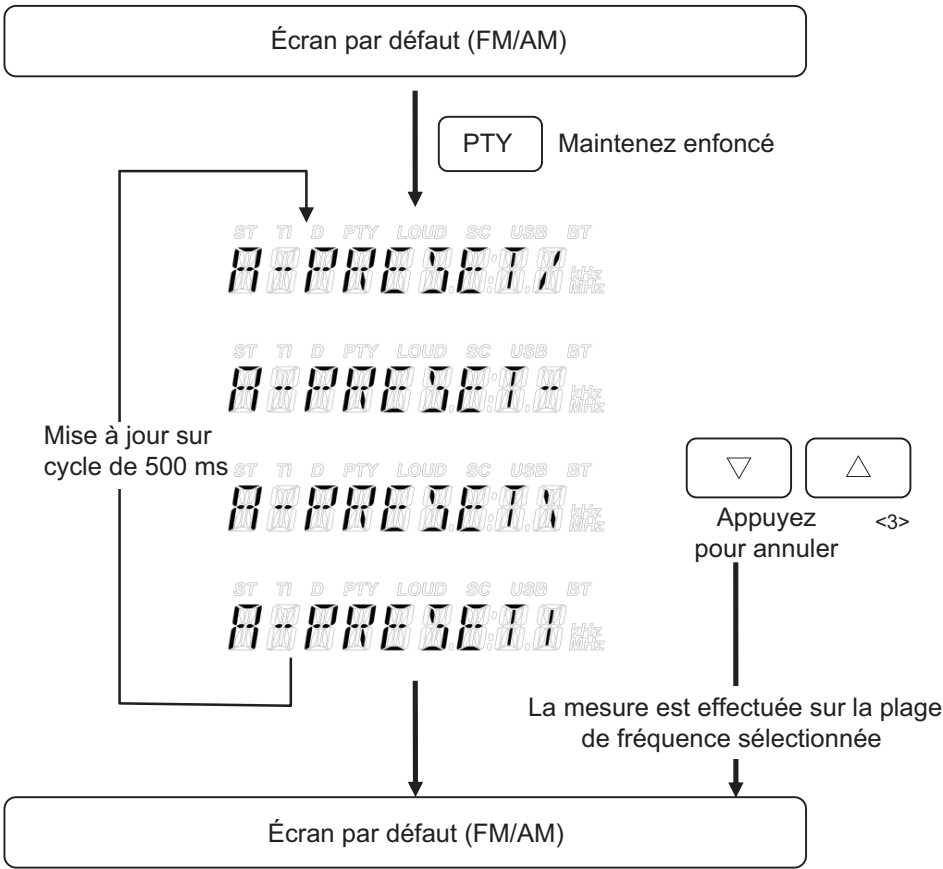 Écran par défaut (FM/AM)
PTY Maintenez enfoncé
ST TI D PTY LOUD SC USB BT
A-PRESET/ kHz
MHz
ST TI D PTY LOUD SC USB BT
A-PRESET- kHz
MHz
Mise à jour sur
cycle de 500 ms
ST TI D PTY LOUD SC USB BT
A-PRESET\ kHz
MHz
▽ △
Appuyez <3>
pour annuler
ST TI D PTY LOUD SC USB BT
A-PRESET| kHz
MHz
La mesure est effectuée sur la plage
de fréquence sélectionnée
Écran par défaut (FM/AM)